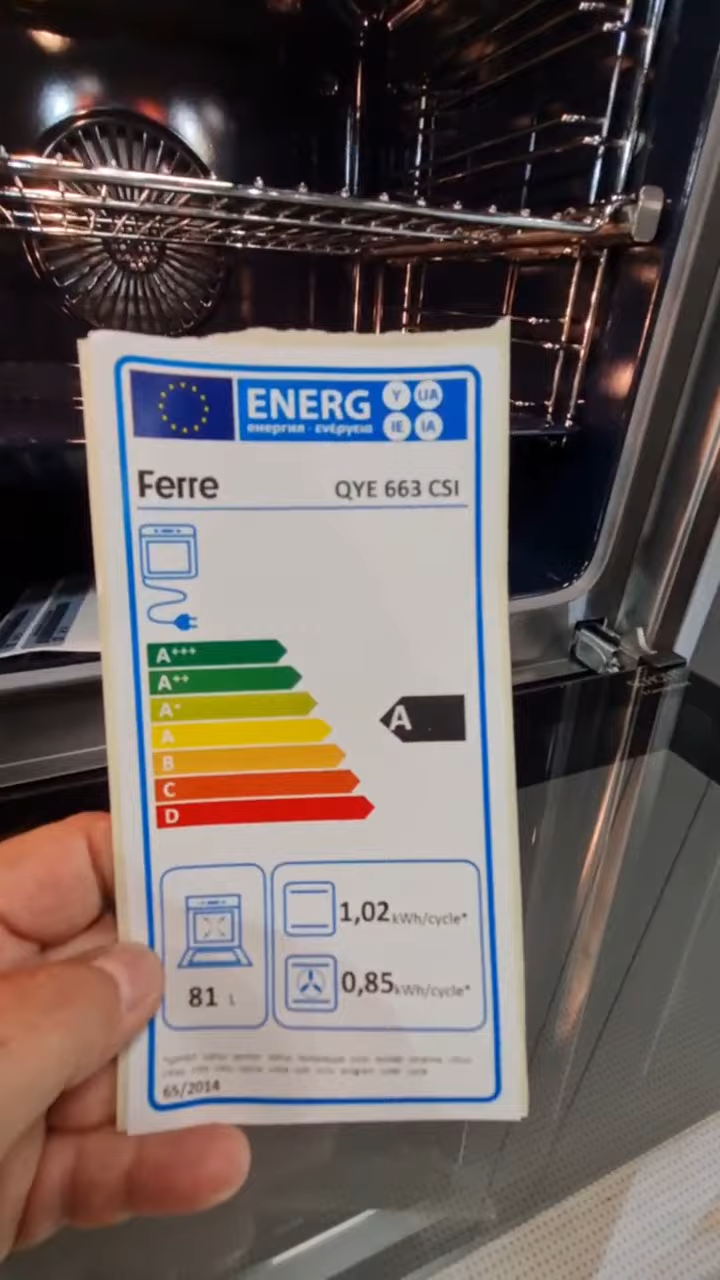 ENERG Y UA
енергия · ενέργεια IE IA
Ferre QYE 663 CSI
A+++
A++
A+
A
A
B
C
D
1,02 kWh/cycle*
0,85 kWh/cycle*
81 L
65/2014